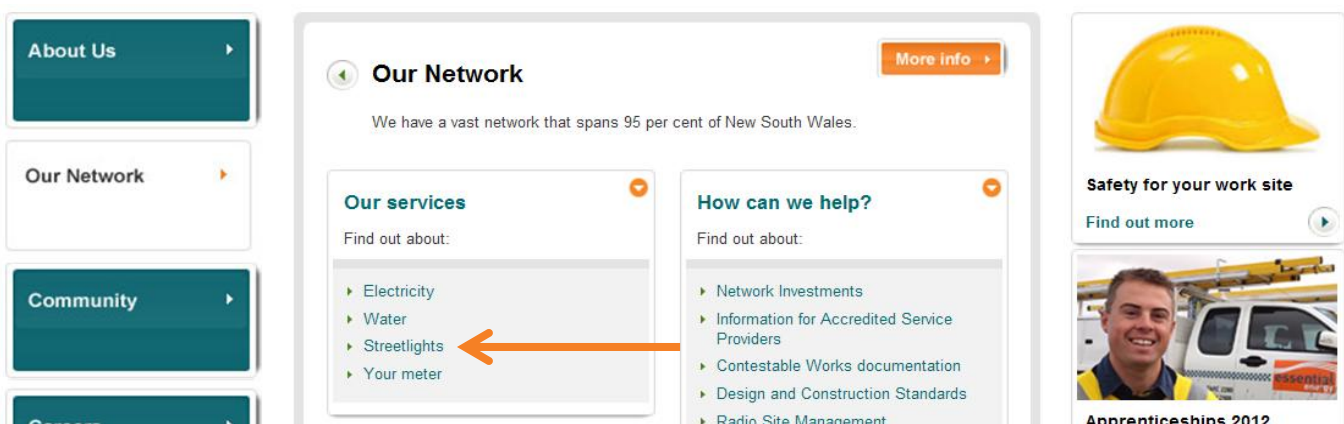 About Us
Our Network
Community
Careers
More info
Our Network
We have a vast network that spans 95 per cent of New South Wales.
Our services
Find out about:
Electricity
Water
Streetlights
Your meter
How can we help?
Find out about:
Network Investments
Information for Accredited Service
Providers
Contestable Works documentation
Design and Construction Standards
Radio Site Management
Safety for your work site
Find out more
essential
energy
Apprenticeships 2012